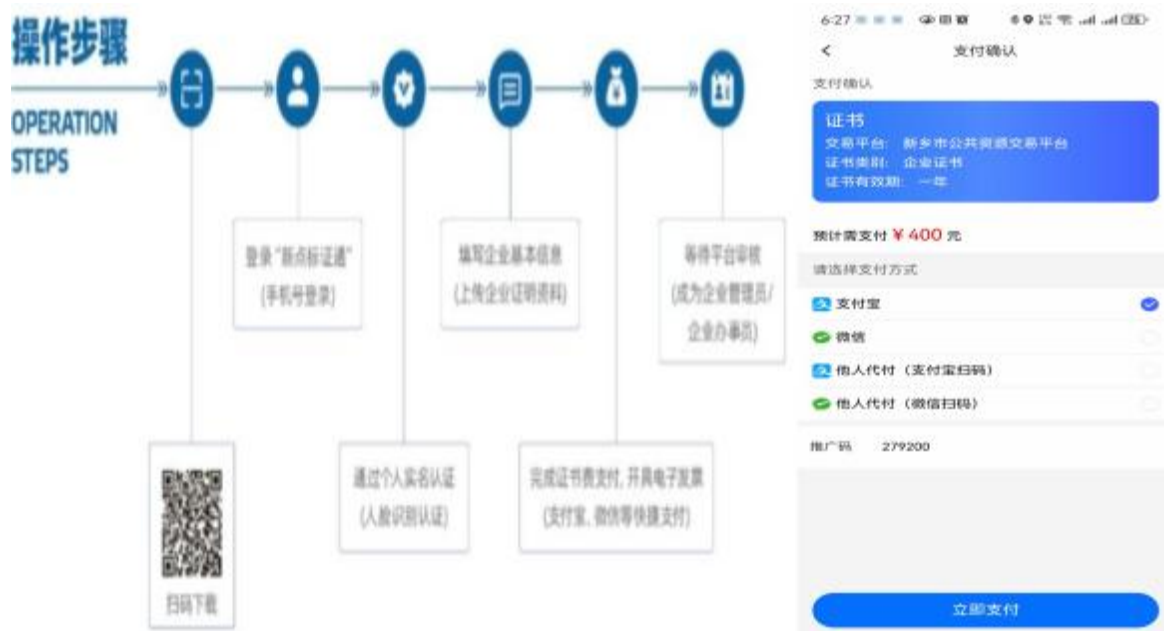 操作步骤
OPERATION
STEPS
登录“新点标证通”
(手机号登录)
填写企业基本信息
(上传企业证明资料)
等待平台审核
(成为企业管理员/
企业办事员)
扫码下载
通过个人实名认证
(人脸识别认证)
完成证书费支付, 开具电子发票
(支付宝, 微信等快捷支付)
6:27
支付确认
支付确认
证书
交易平台: 新乡市公共资源交易平台
证书类别: 企业证书
证书有效期: 一年
预计需支付 ¥ 400 元
请选择支付方式
支付宝
微信
他人代付（支付宝扫码）
他人代付（微信扫码）
推广码 279200
立即支付